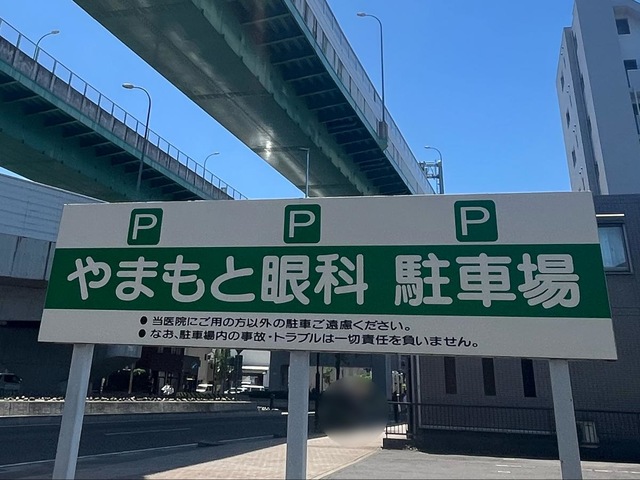 P P P
やまもと眼科 駐車場
● 当医院にご用の方以外の駐車ご遠慮ください。
● なお、駐車場内の事故・トラブルは一切責任を負いません。